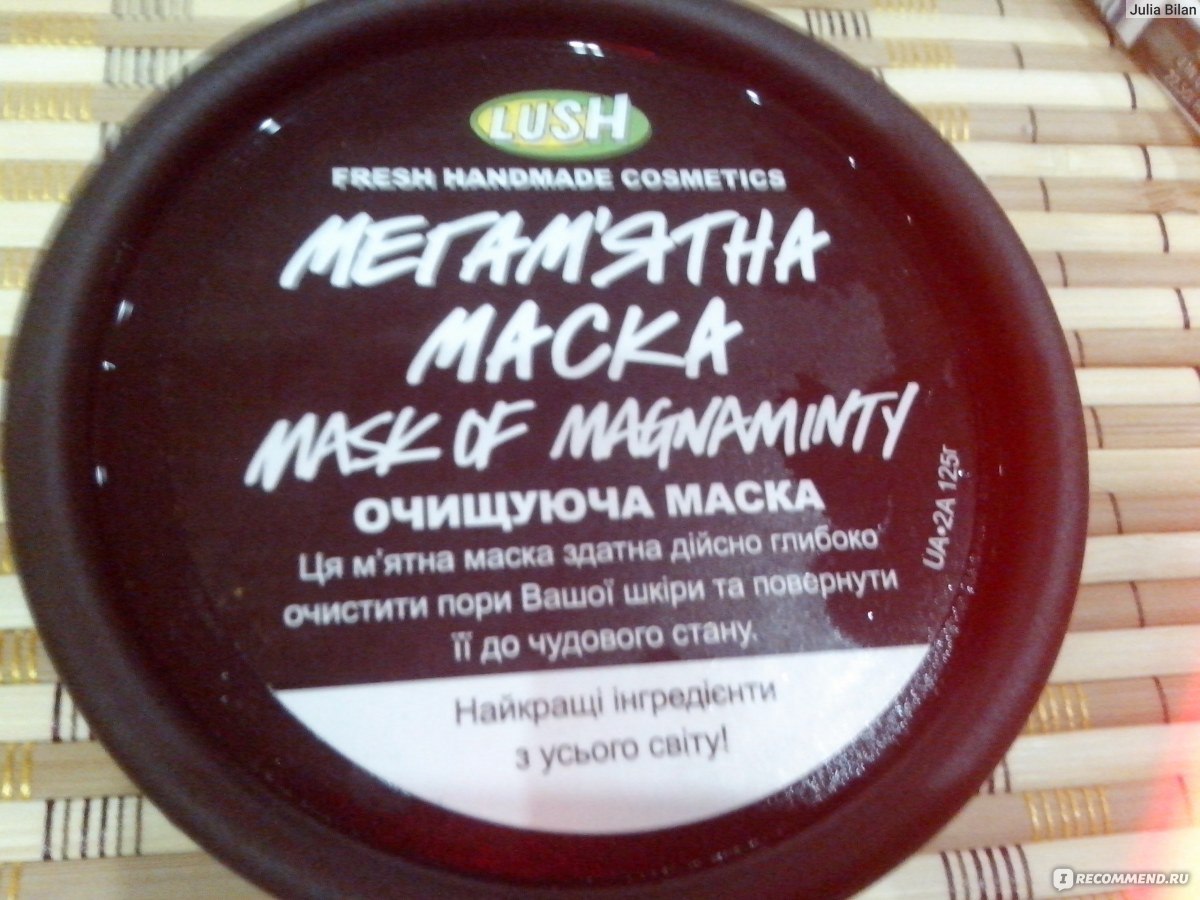 Julia Bilan
LUSH
FRESH HANDMADE COSMETICS
МЕГАМ'ЯТНА
МАСКА
MASK OF MAGNAMINTY
ОЧИЩУЮЧА МАСКА
Ця м'ятна маска здатна дійсно глибоко
очистити пори Вашої шкіри та повернути
її до чудового стану.
UA•2A 125г
Найкращі інгредієнти
з усього світу!
IRECOMMEND.RU